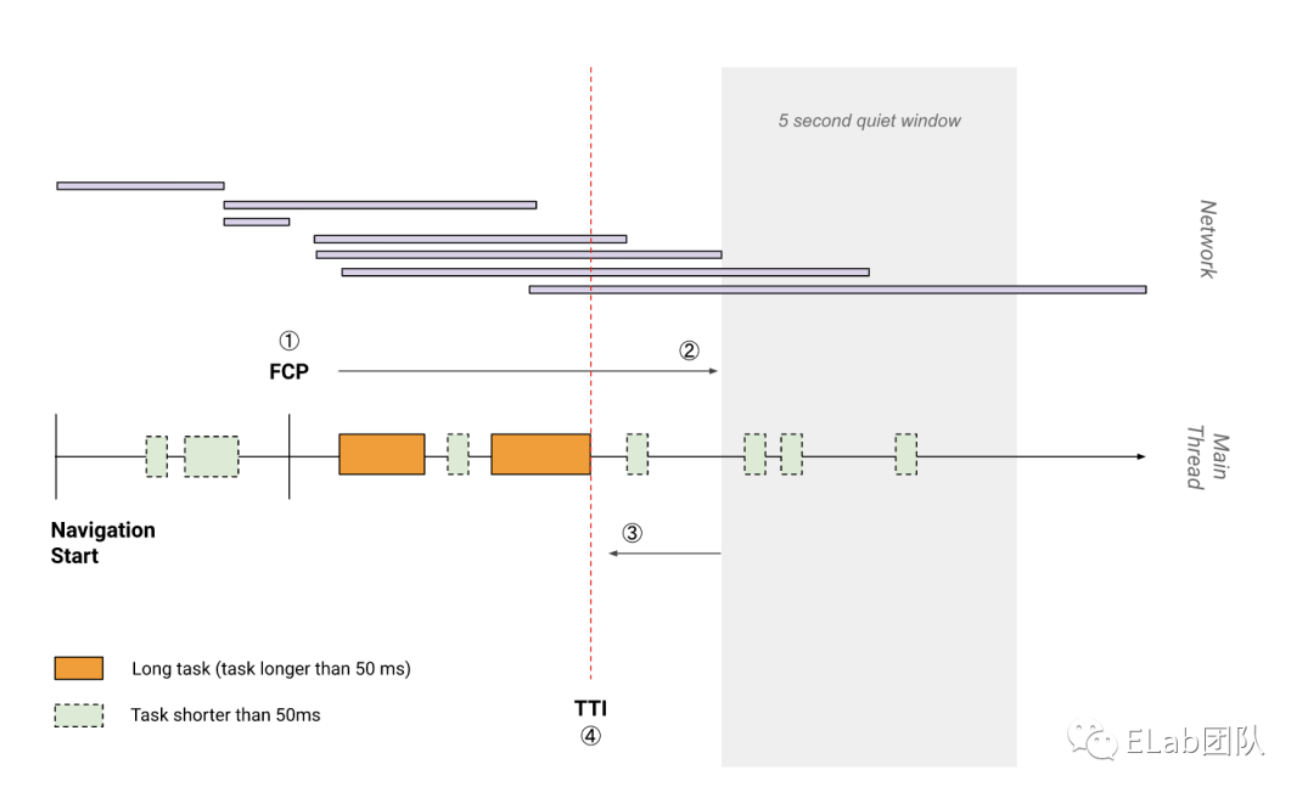 5 second quiet window
Network
①
FCP
②
Main
Thread
Navigation
Start
③
Long task (task longer than 50 ms)
Task shorter than 50ms
TTI
④
ELab团队